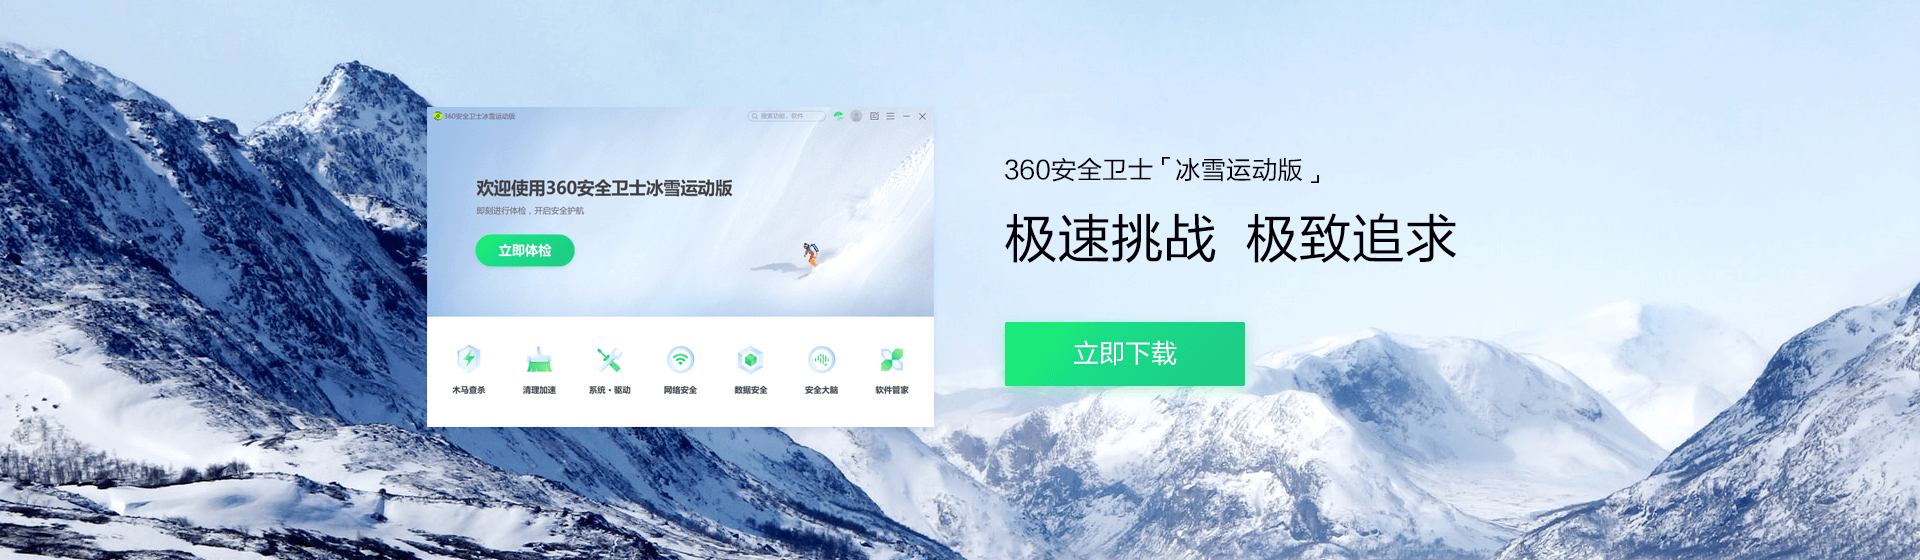 360安全卫士冰雪运动版
搜索功能、软件
欢迎使用360安全卫士冰雪运动版
即刻进行体检，开启安全护航
立即体检
木马查杀
清理加速
系统·驱动
网络安全
数据安全
安全大脑
软件管家
360安全卫士「冰雪运动版」
极速挑战 极致追求
立即下载